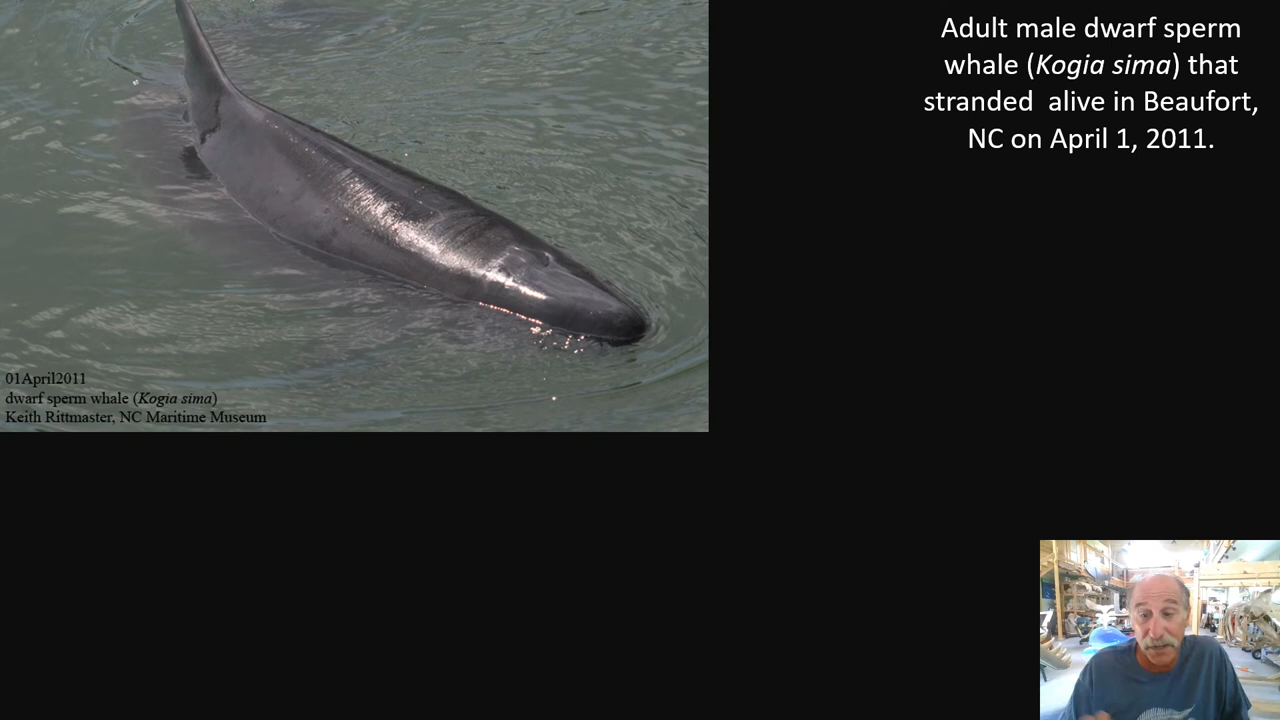 Adult male dwarf sperm
whale (Kogia sima) that
stranded  alive in Beaufort,
NC on April 1, 2011.
01April2011
dwarf sperm whale (Kogia sima)
Keith Rittmaster, NC Maritime Museum